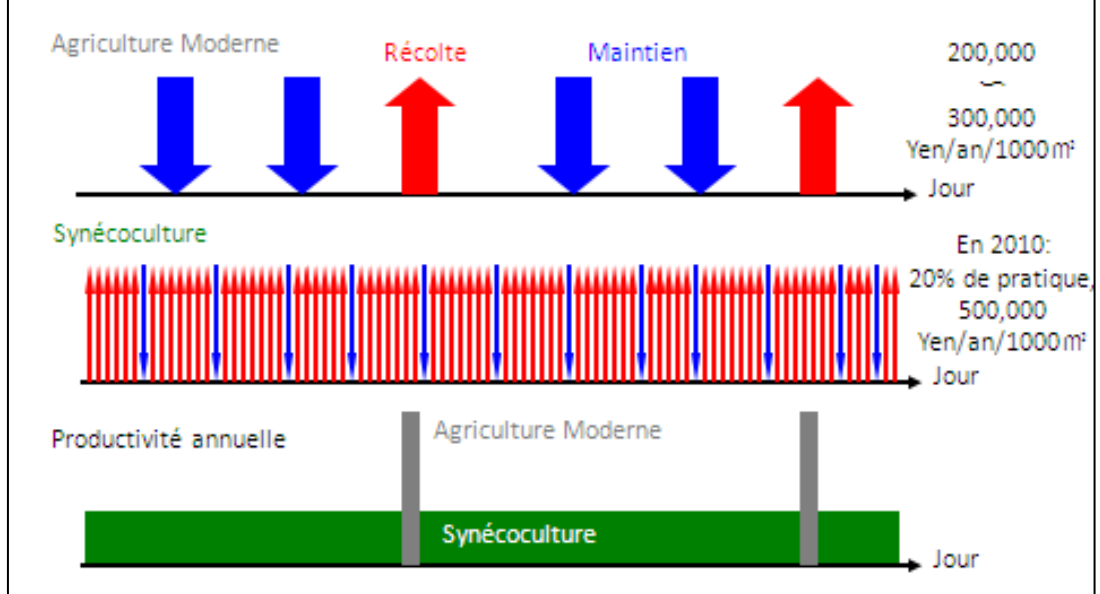 Agriculture Moderne
Récolte
Maintien
200,000
~
300,000
Yen/an/1000㎡
Jour
Synécoculture
En 2010:
20% de pratique,
500,000
Yen/an/1000㎡
Jour
Productivité annuelle
Agriculture Moderne
Synécoculture
Jour